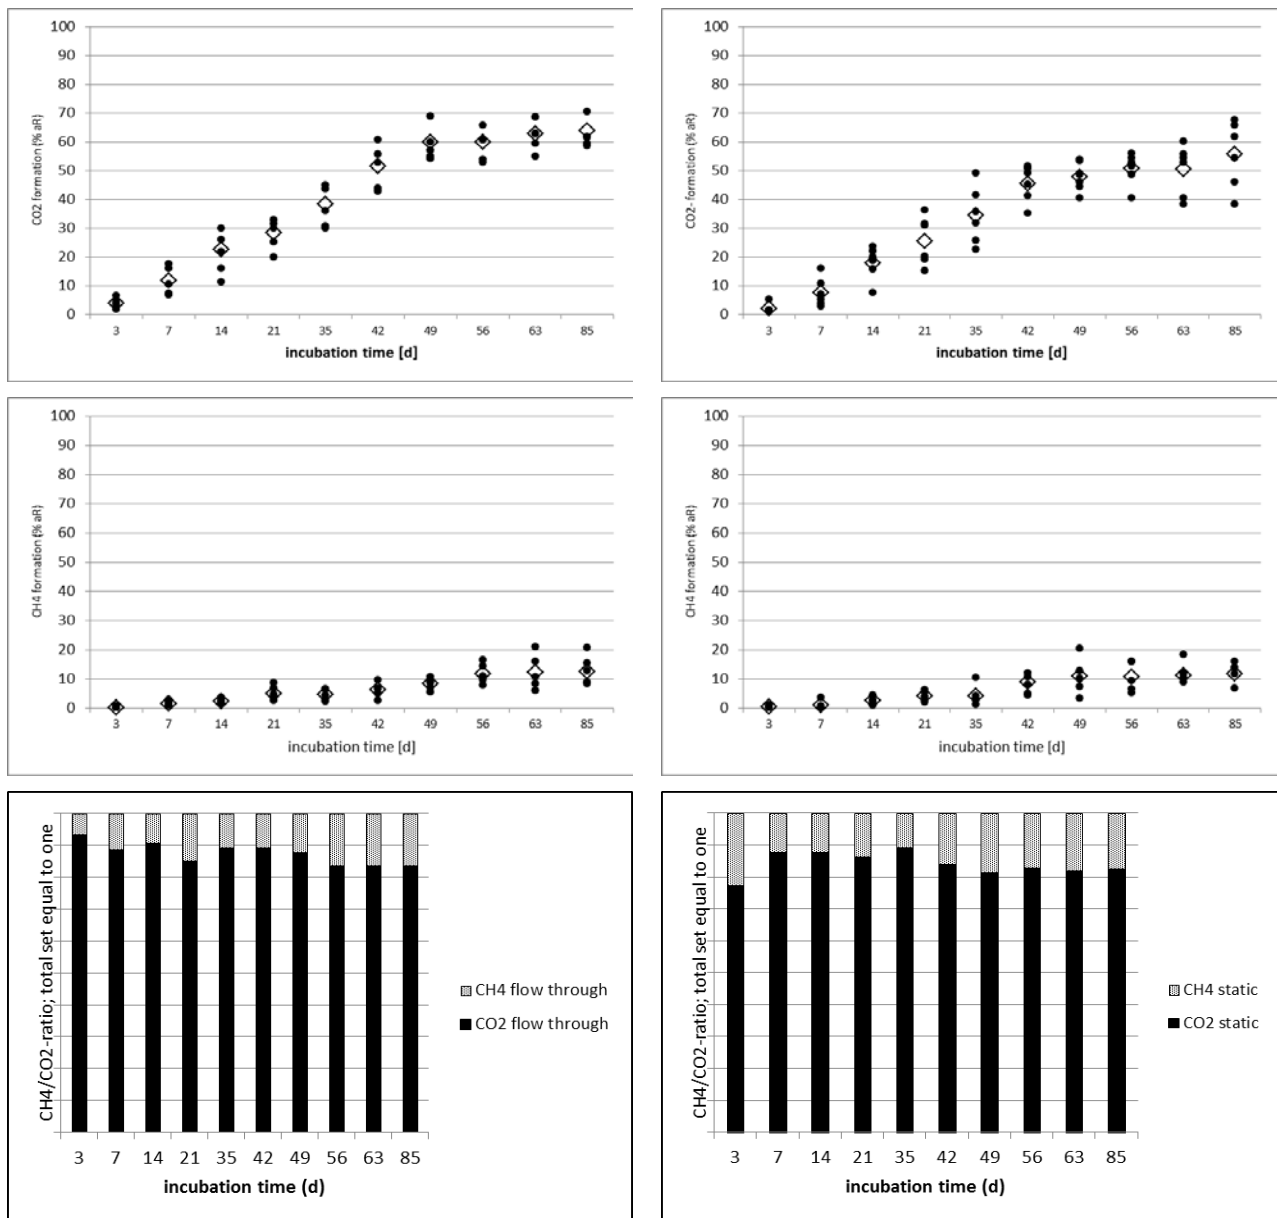 100
90
80
70
60
50
40
30
20
10
0
CO2 formation (% aR)
3 7 14 21 35 42 49 56 63 85
incubation time [d]
100
90
80
70
60
50
40
30
20
10
0
CO2- formation (% aR)
3 7 14 21 35 42 49 56 63 85
incubation time [d]
100
90
80
70
60
50
40
30
20
10
0
CH4 formation (% aR)
3 7 14 21 35 42 49 56 63 85
incubation time [d]
100
90
80
70
60
50
40
30
20
10
0
CH4 formation (% aR)
3 7 14 21 35 42 49 56 63 85
incubation time [d]
CH4/CO2-ratio; total set equal to one
CH4 flow through
CO2 flow through
3 7 14 21 35 42 49 56 63 85
incubation time (d)
CH4/CO2-ratio; total set equal to one
CH4 static
CO2 static
3 7 14 21 35 42 49 56 63 85
incubation time (d)